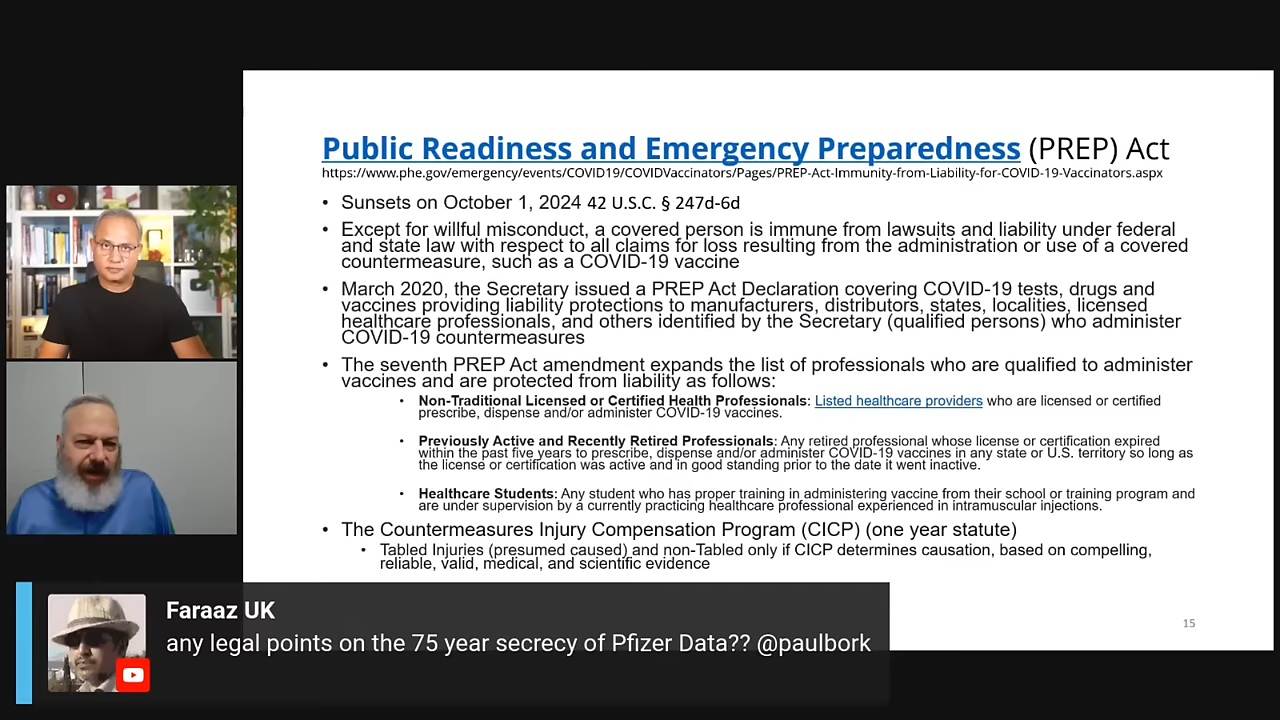 Public Readiness and Emergency Preparedness (PREP) Act
https://www.phe.gov/emergency/events/COVID19/COVIDVaccinators/Pages/PREP-Act-Immunity-from-Liability-for-COVID-19-Vaccinators.aspx
• Sunsets on October 1, 2024 42 U.S.C. § 247d-6d
• Except for willful misconduct, a covered person is immune from lawsuits and liability under federal
and state law with respect to all claims for loss resulting from the administration or use of a covered
countermeasure, such as a COVID-19 vaccine
• March 2020, the Secretary issued a PREP Act Declaration covering COVID-19 tests, drugs and
vaccines providing liability protections to manufacturers, distributors, states, localities, licensed
healthcare professionals, and others identified by the Secretary (qualified persons) who administer
COVID-19 countermeasures
• The seventh PREP Act amendment expands the list of professionals who are qualified to administer
vaccines and are protected from liability as follows:
• Non-Traditional Licensed or Certified Health Professionals: Listed healthcare providers who are licensed or certified
prescribe, dispense and/or administer COVID-19 vaccines.
• Previously Active and Recently Retired Professionals: Any retired professional whose license or certification expired
within the past five years to prescribe, dispense and/or administer COVID-19 vaccines in any state or U.S. territory so long as
the license or certification was active and in good standing prior to the date it went inactive.
• Healthcare Students: Any student who has proper training in administering vaccine from their school or training program and
are under supervision by a currently practicing healthcare professional experienced in intramuscular injections.
• The Countermeasures Injury Compensation Program (CICP) (one year statute)
• Tabled Injuries (presumed caused) and non-Tabled only if CICP determines causation, based on compelling,
reliable, valid, medical, and scientific evidence
15
Faraaz UK
any legal points on the 75 year secrecy of Pfizer Data?? @paulbork